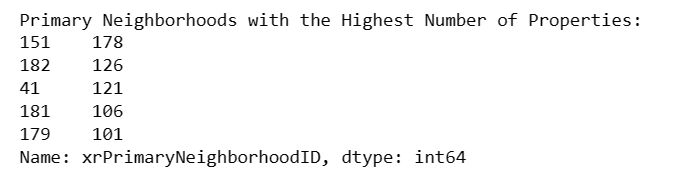 Primary Neighborhoods with the Highest Number of Properties:
151    178
182    126
41     121
181    106
179    101
Name: xrPrimaryNeighborhoodID, dtype: int64